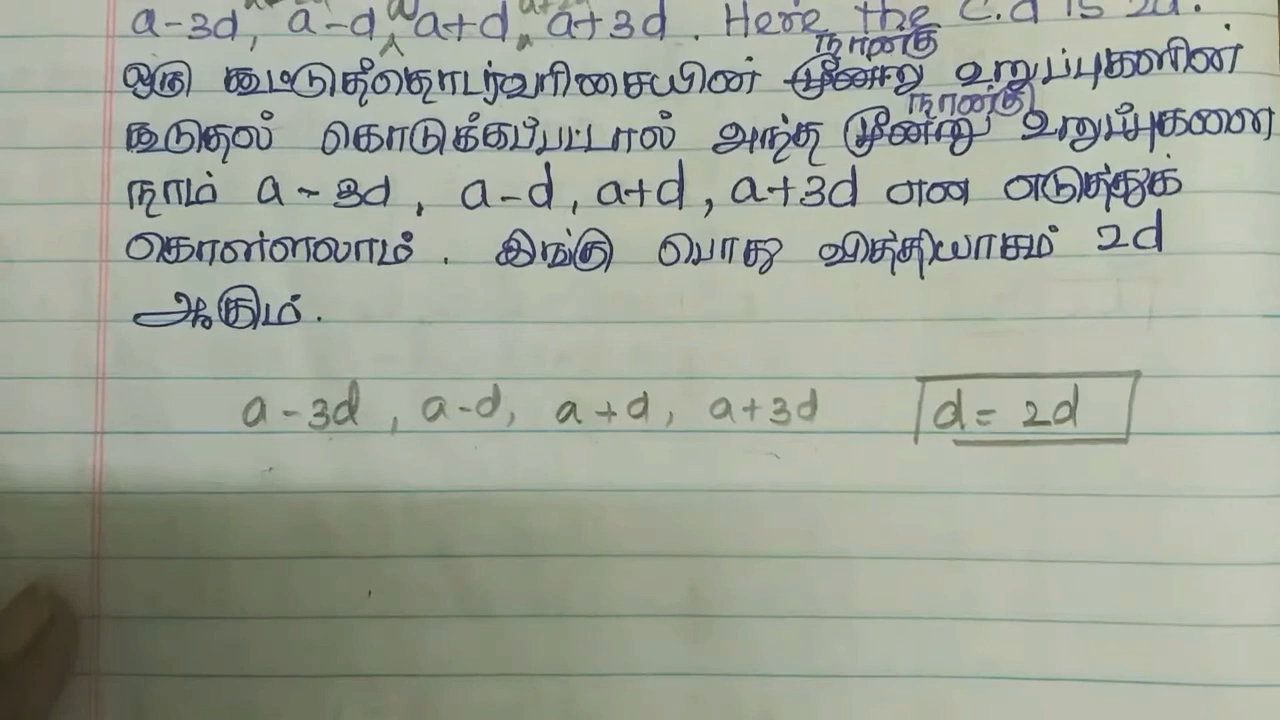 a-3d, a-d, a+d, a+3d. Here the C.d is 2d.
நான்கு
ஒரு கூட்டுத்தொடர்வரிசையின் மூன்று உறுப்புகளின்
நான்கு
கூடுதல் கொடுக்கப்பட்டால் அந்த மூன்று உறுப்புகளை
நாம் a-3d, a-d, a+d, a+3d என எடுத்துக்
கொள்ளலாம். இங்கு பொது வித்தியாசம் 2d
ஆகும்.
a-3d, a-d, a+d, a+3d d= 2d